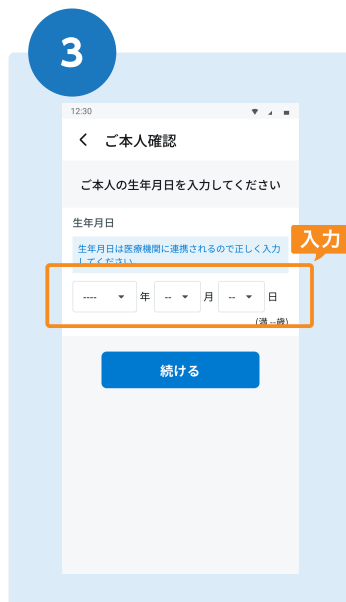 3
12:30
ご本人確認
ご本人の生年月日を入力してください
生年月日
生年月日は医療機関に連携されるので正しく入力
してください
入力
---- 年 -- 月 -- 日
(満 --歳)
続ける